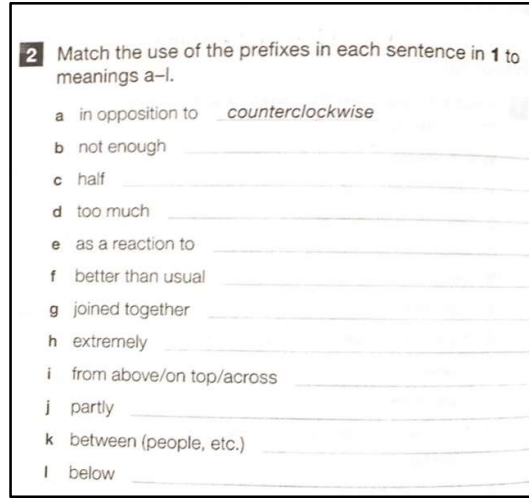 2 Match the use of the prefixes in each sentence in 1 to
meanings a–l.
a in opposition to counterclockwise
b not enough
c half
d too much
e as a reaction to
f better than usual
g joined together
h extremely
i from above/on top/across
j partly
k between (people, etc.)
l below